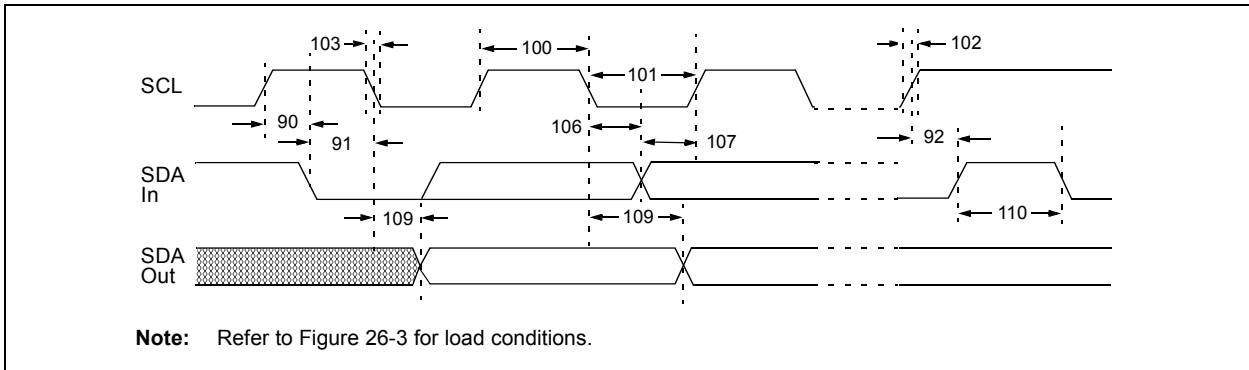 103
100
101
102
SCL
90
91
106
107
92
SDA
In
109
109
110
SDA
Out
Note: Refer to Figure 26-3 for load conditions.